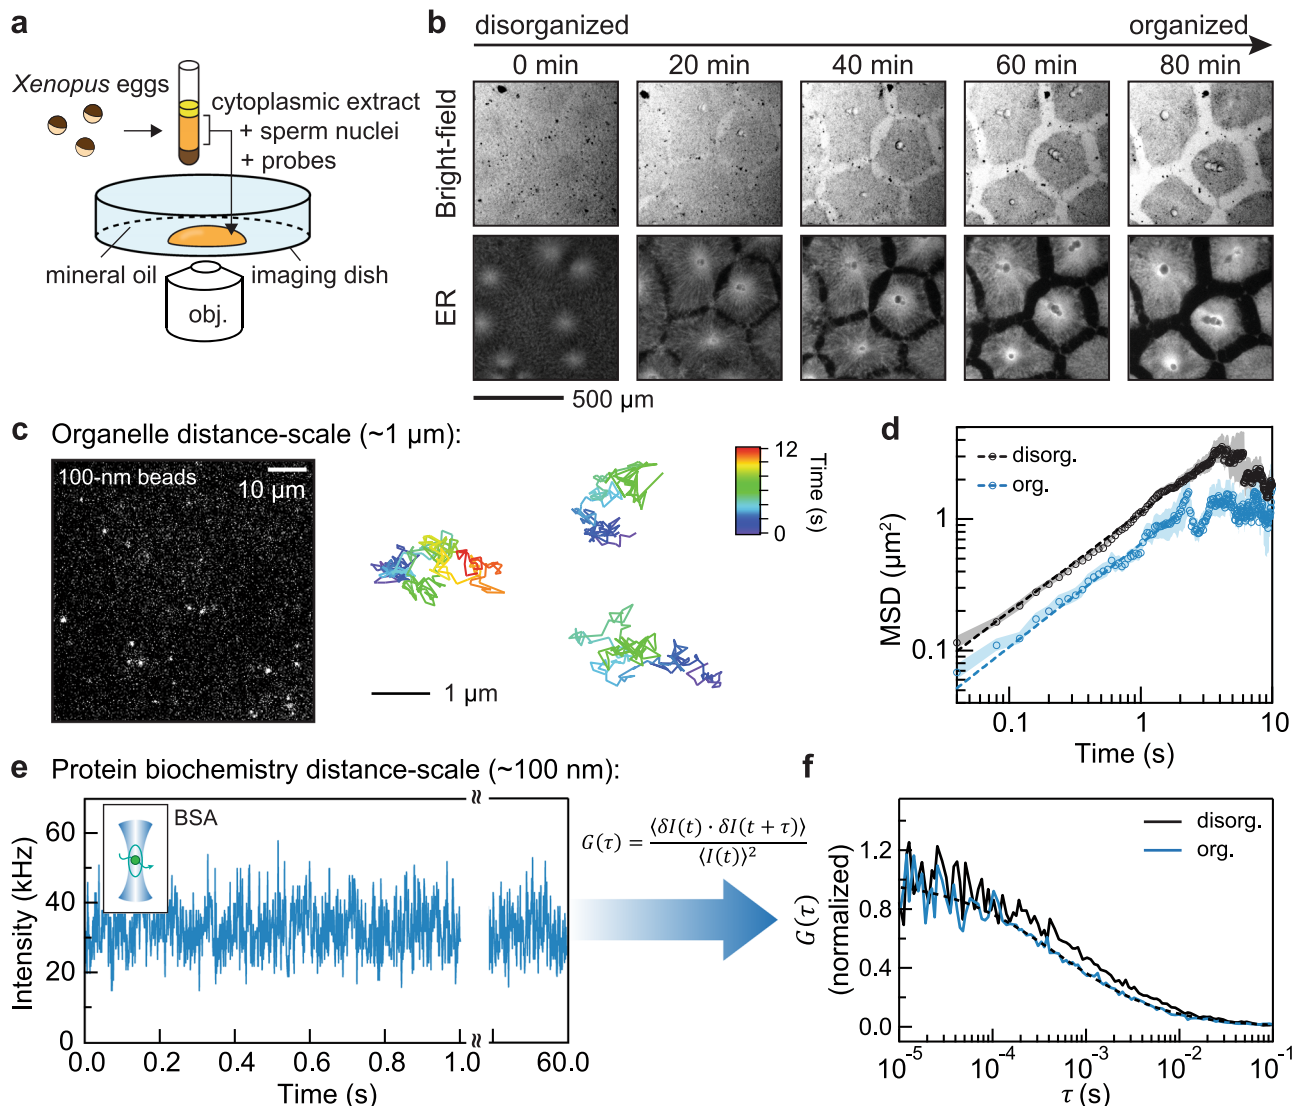 a
Xenopus eggs
cytoplasmic extract
+ sperm nuclei
+ probes
mineral oil
imaging dish
obj.
b
disorganized
organized
0 min
20 min
40 min
60 min
80 min
Bright-field
ER
500 µm
c Organelle distance-scale (~1 µm):
100-nm beads
10 µm
1 µm
12
0
Time (s)
d
disorg.
org.
MSD (µm²)
1
0.1
0.1
1
10
Time (s)
e Protein biochemistry distance-scale (~100 nm):
BSA
Intensity (kHz)
60
40
20
0
0.0
0.2
0.4
0.6
0.8
1.0
60.0
Time (s)
G(τ) = ⟨δI(t) · δI(t + τ)⟩ / ⟨I(t)⟩²
f
disorg.
org.
G(τ)
(normalized)
1.2
0.8
0.4
0.0
10⁻⁵
10⁻⁴
10⁻³
10⁻²
10⁻¹
τ (s)